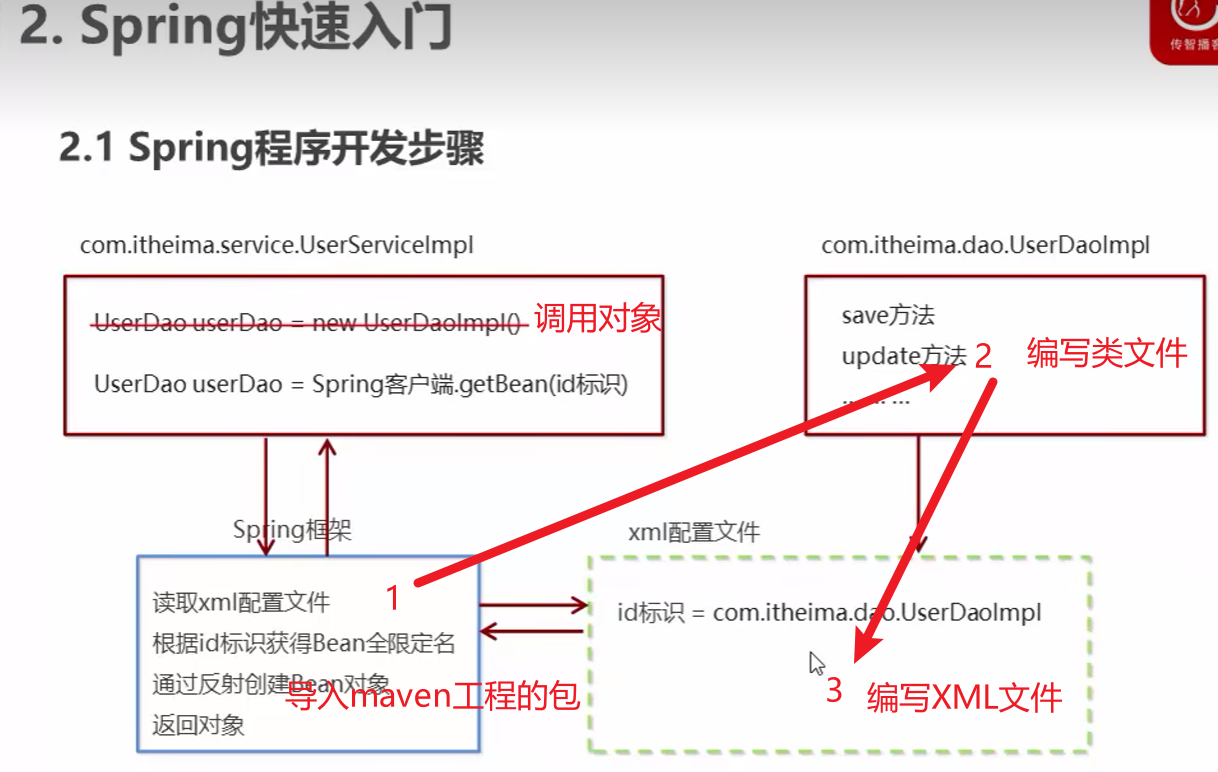 2. Spring快速入门
传智播客
2.1 Spring程序开发步骤
com.itheima.service.UserServiceImpl
com.itheima.dao.UserDaoImpl
UserDao userDao = new UserDaoImpl()
调用对象
UserDao userDao = Spring客户端.getBean(id标识)
save方法
update方法
... ... ...
2 编写类文件
Spring框架
xml配置文件
读取xml配置文件
根据id标识获得Bean全限定名
通过反射创建Bean对象
返回对象
1
导入maven工程的包
id标识 = com.itheima.dao.UserDaoImpl
3 编写XML文件